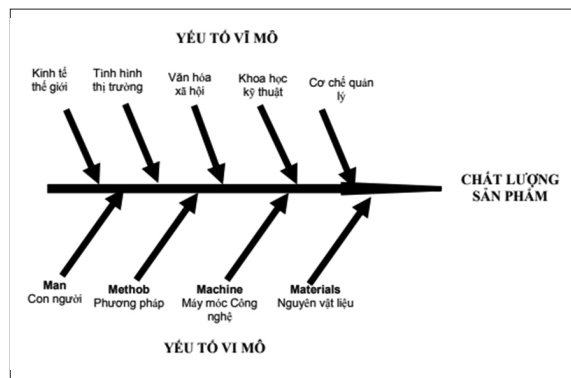 YẾU TỐ VĨ MÔ
Kinh tế
thế giới
Tình hình
thị trường
Văn hóa
xã hội
Khoa học
kỹ thuật
Cơ chế quản
lý
CHẤT LƯỢNG
SẢN PHẨM
Man
Con người
Methob
Phương pháp
Machine
Máy móc Công
nghệ
Materials
Nguyên vật liệu
YẾU TỐ VI MÔ